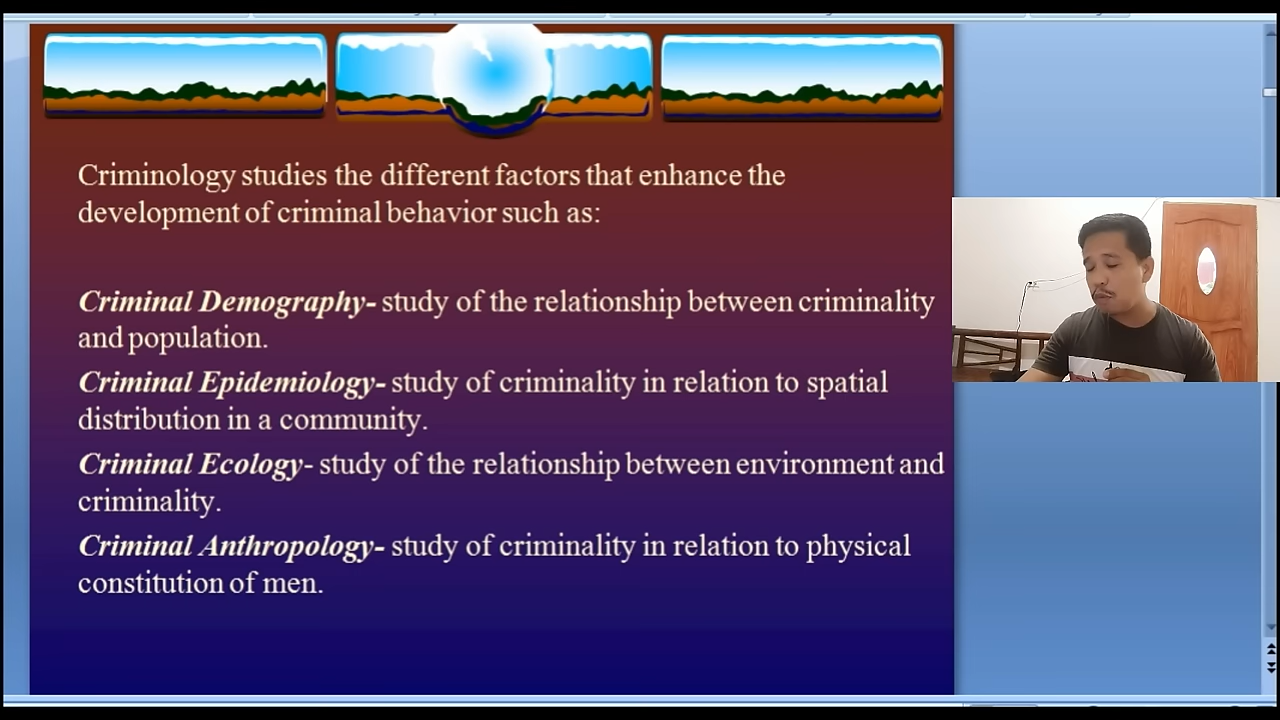 Criminology studies the different factors that enhance the
development of criminal behavior such as:
Criminal Demography- study of the relationship between criminality
and population.
Criminal Epidemiology- study of criminality in relation to spatial
distribution in a community.
Criminal Ecology- study of the relationship between environment and
criminality.
Criminal Anthropology- study of criminality in relation to physical
constitution of men.